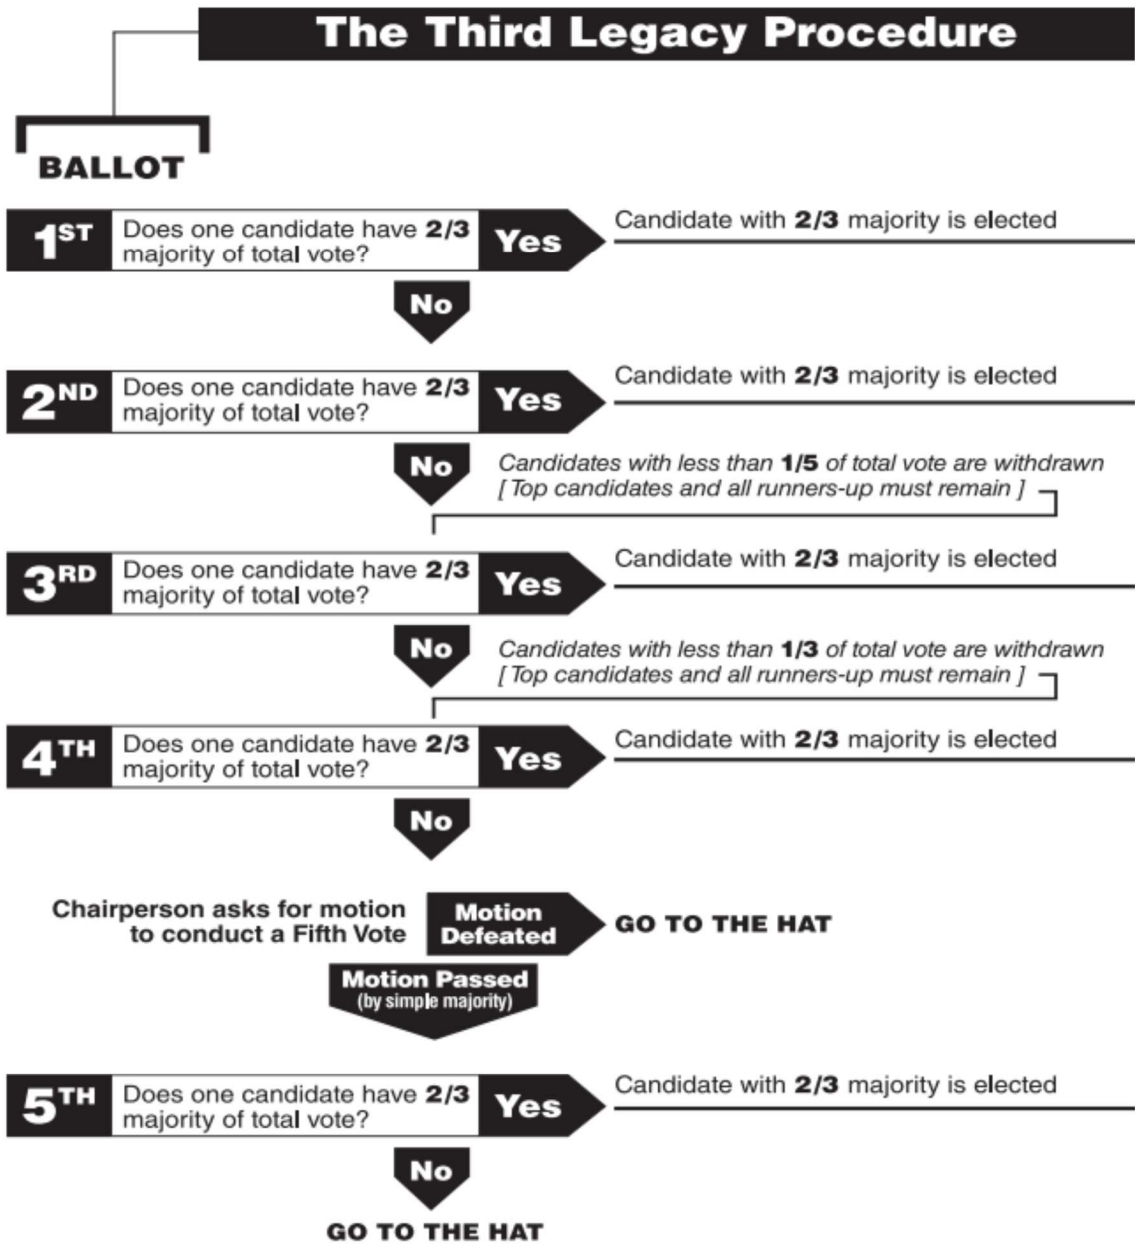 The Third Legacy Procedure
BALLOT
1ST
Does one candidate have 2/3
majority of total vote?
Yes
Candidate with 2/3 majority is elected
No
2ND
Does one candidate have 2/3
majority of total vote?
Yes
Candidate with 2/3 majority is elected
No
Candidates with less than 1/5 of total vote are withdrawn
[ Top candidates and all runners-up must remain ]
3RD
Does one candidate have 2/3
majority of total vote?
Yes
Candidate with 2/3 majority is elected
No
Candidates with less than 1/3 of total vote are withdrawn
[ Top candidates and all runners-up must remain ]
4TH
Does one candidate have 2/3
majority of total vote?
Yes
Candidate with 2/3 majority is elected
No
Chairperson asks for motion
to conduct a Fifth Vote
Motion
Defeated
GO TO THE HAT
Motion Passed
(by simple majority)
5TH
Does one candidate have 2/3
majority of total vote?
Yes
Candidate with 2/3 majority is elected
No
GO TO THE HAT